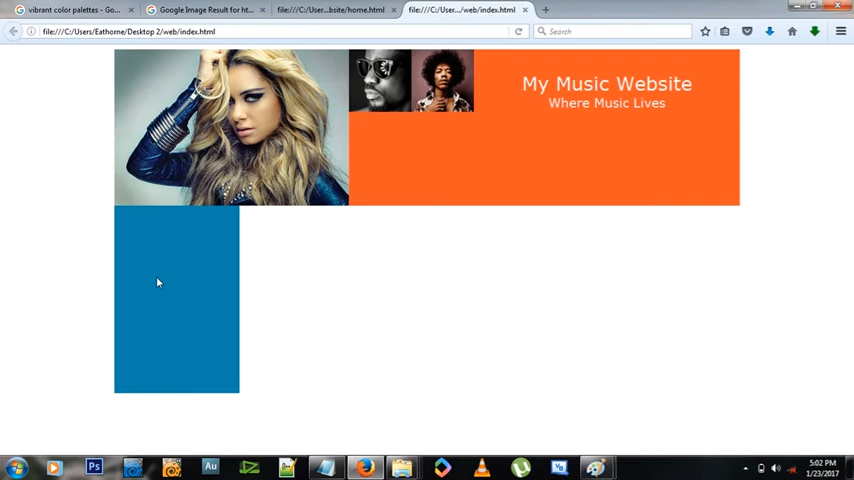 vibrant color palettes - Go...
Google Image Result for ht...
file:///C:/User...bsite/home.html
file:///C:/User.../web/index.html
file:///C:/Users/Eathorne/Desktop 2/web/index.html
Search
My Music Website
Where Music Lives
Ps
Au
5:02 PM
1/23/2017